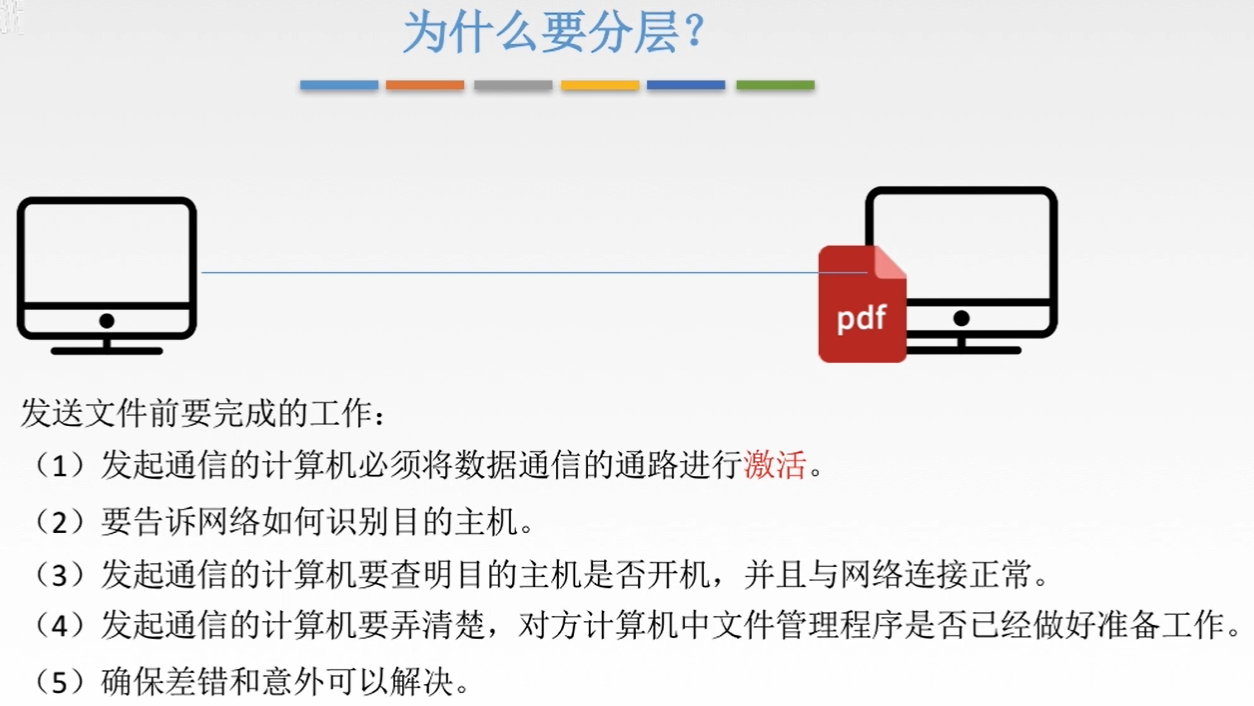 为什么要分层？
pdf
发送文件前要完成的工作：
（1）发起通信的计算机必须将数据通信的通路进行激活。
（2）要告诉网络如何识别目的主机。
（3）发起通信的计算机要查明目的主机是否开机，并且与网络连接正常。
（4）发起通信的计算机要弄清楚，对方计算机中文件管理程序是否已经做好准备工作。
（5）确保差错和意外可以解决。